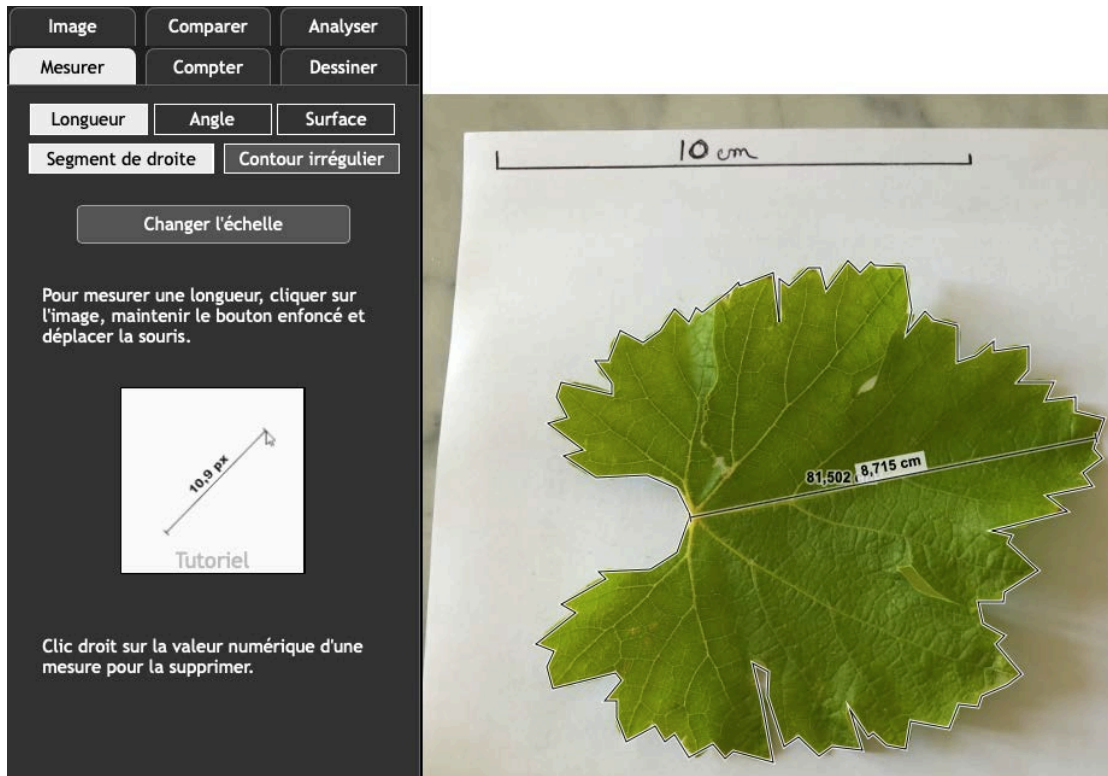 Image Comparer Analyser
Mesurer Compter Dessiner
Longueur Angle Surface
Segment de droite Contour irrégulier
Changer l'échelle
Pour mesurer une longueur, cliquer sur
l'image, maintenir le bouton enfoncé et
déplacer la souris.
10,9 px
Tutoriel
Clic droit sur la valeur numérique d'une
mesure pour la supprimer.
10 cm
81,502
8,715 cm